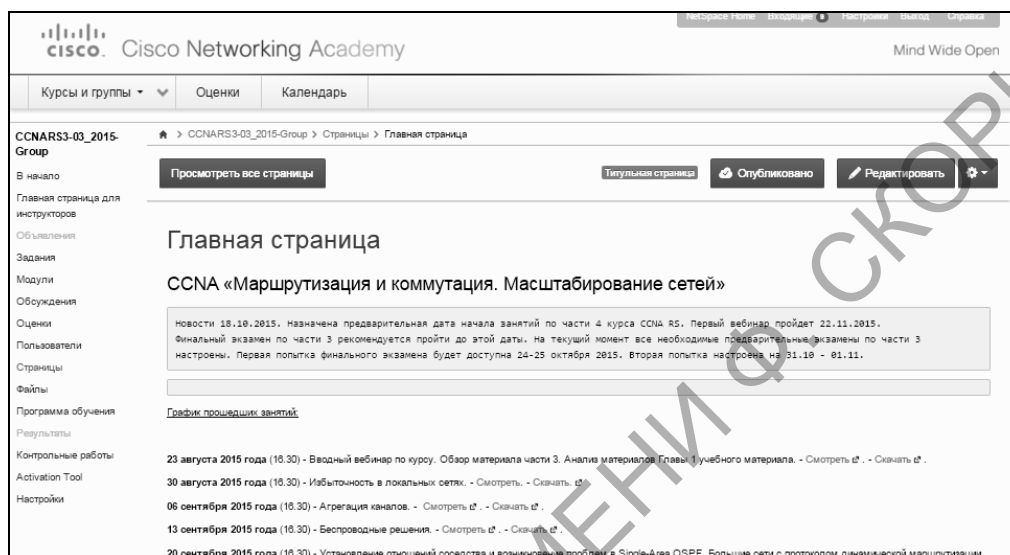 NetSpace Home Входящие Настройки Выход Справка
cisco. Cisco Networking Academy
Mind Wide Open
Курсы и группы Оценки Календарь
CCNARS3-03_2015-Group
В начало
Главная страница для инструкторов
Объявления
Задания
Модули
Обсуждения
Оценки
Пользователи
Страницы
Файлы
Программа обучения
Результаты
Контрольные работы
Activation Tool
Настройки
> CCNARS3-03_2015-Group > Страницы > Главная страница
Просмотреть все страницы
Титульная страница Опубликовано Редактировать
Главная страница
CCNA «Маршрутизация и коммутация. Масштабирование сетей»
Новости 18.10.2015. Назначена предварительная дата начала занятий по части 4 курса CCNA RS. Первый вебинар пройдет 22.11.2015.
Финальный экзамен по части 3 рекомендуется пройти до этой даты. На текущий момент все необходимые предварительные экзамены по части 3
настроены. Первая попытка финального экзамена будет доступна 24-25 октября 2015. Вторая попытка настроена на 31.10 - 01.11.
График прошедших занятий:
23 августа 2015 года (16.30) - Вводный вебинар по курсу. Обзор материала части 3. Анализ материалов Главы 1 учебного материала. - Смотреть . - Скачать .
30 августа 2015 года (16.30) - Избыточность в локальных сетях. - Смотреть. - Скачать.
06 сентября 2015 года (16.30) - Агрегация каналов. - Смотреть . - Скачать .
13 сентября 2015 года (16.30) - Беспроводные решения. - Смотреть . - Скачать .
20 сентября 2015 года (16.30) - Установление отношений соседства и возникновение проблем в Single-Area OSPF. Большие сети с протоколом динамической маршрутизации
МЕНИ Ф. СКОР